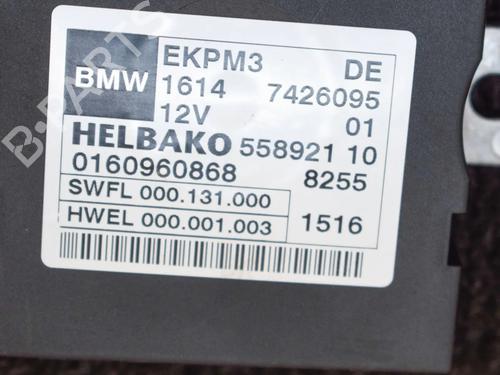 BMW
EKPM3 DE
1614 7426095
12V 01
HELBAKO 558921 10
0160960868 8255
SWFL 000.131.000
HWEL 000.001.003 1516
B-PARTS